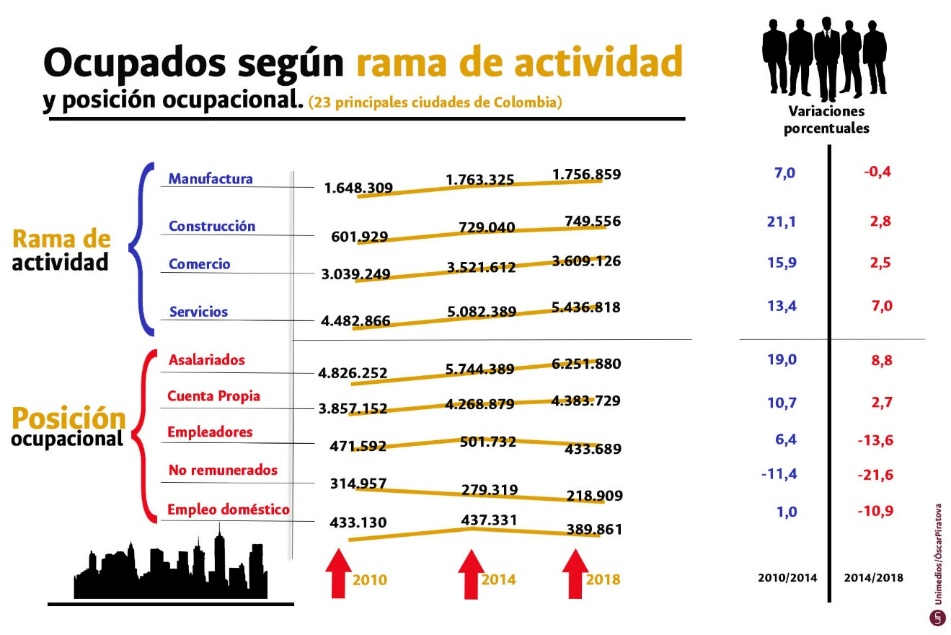 Ocupados según rama de actividad
y posición ocupacional. (23 principales ciudades de Colombia)
Variaciones
porcentuales
Rama de
actividad
Manufactura 1.648.309 1.763.325 1.756.859 7,0 -0,4
Construcción 601.929 729.040 749.556 21,1 2,8
Comercio 3.039.249 3.521.612 3.609.126 15,9 2,5
Servicios 4.482.866 5.082.389 5.436.818 13,4 7,0
Posición
ocupacional
Asalariados 4.826.252 5.744.389 6.251.880 19,0 8,8
Cuenta Propia 3.857.152 4.268.879 4.383.729 10,7 2,7
Empleadores 471.592 501.732 433.689 6,4 -13,6
No remunerados 314.957 279.319 218.909 -11,4 -21,6
Empleo doméstico 433.130 437.331 389.861 1,0 -10,9
2010 2014 2018 2010/2014 2014/2018
Unimedios/ÓscarPiratova